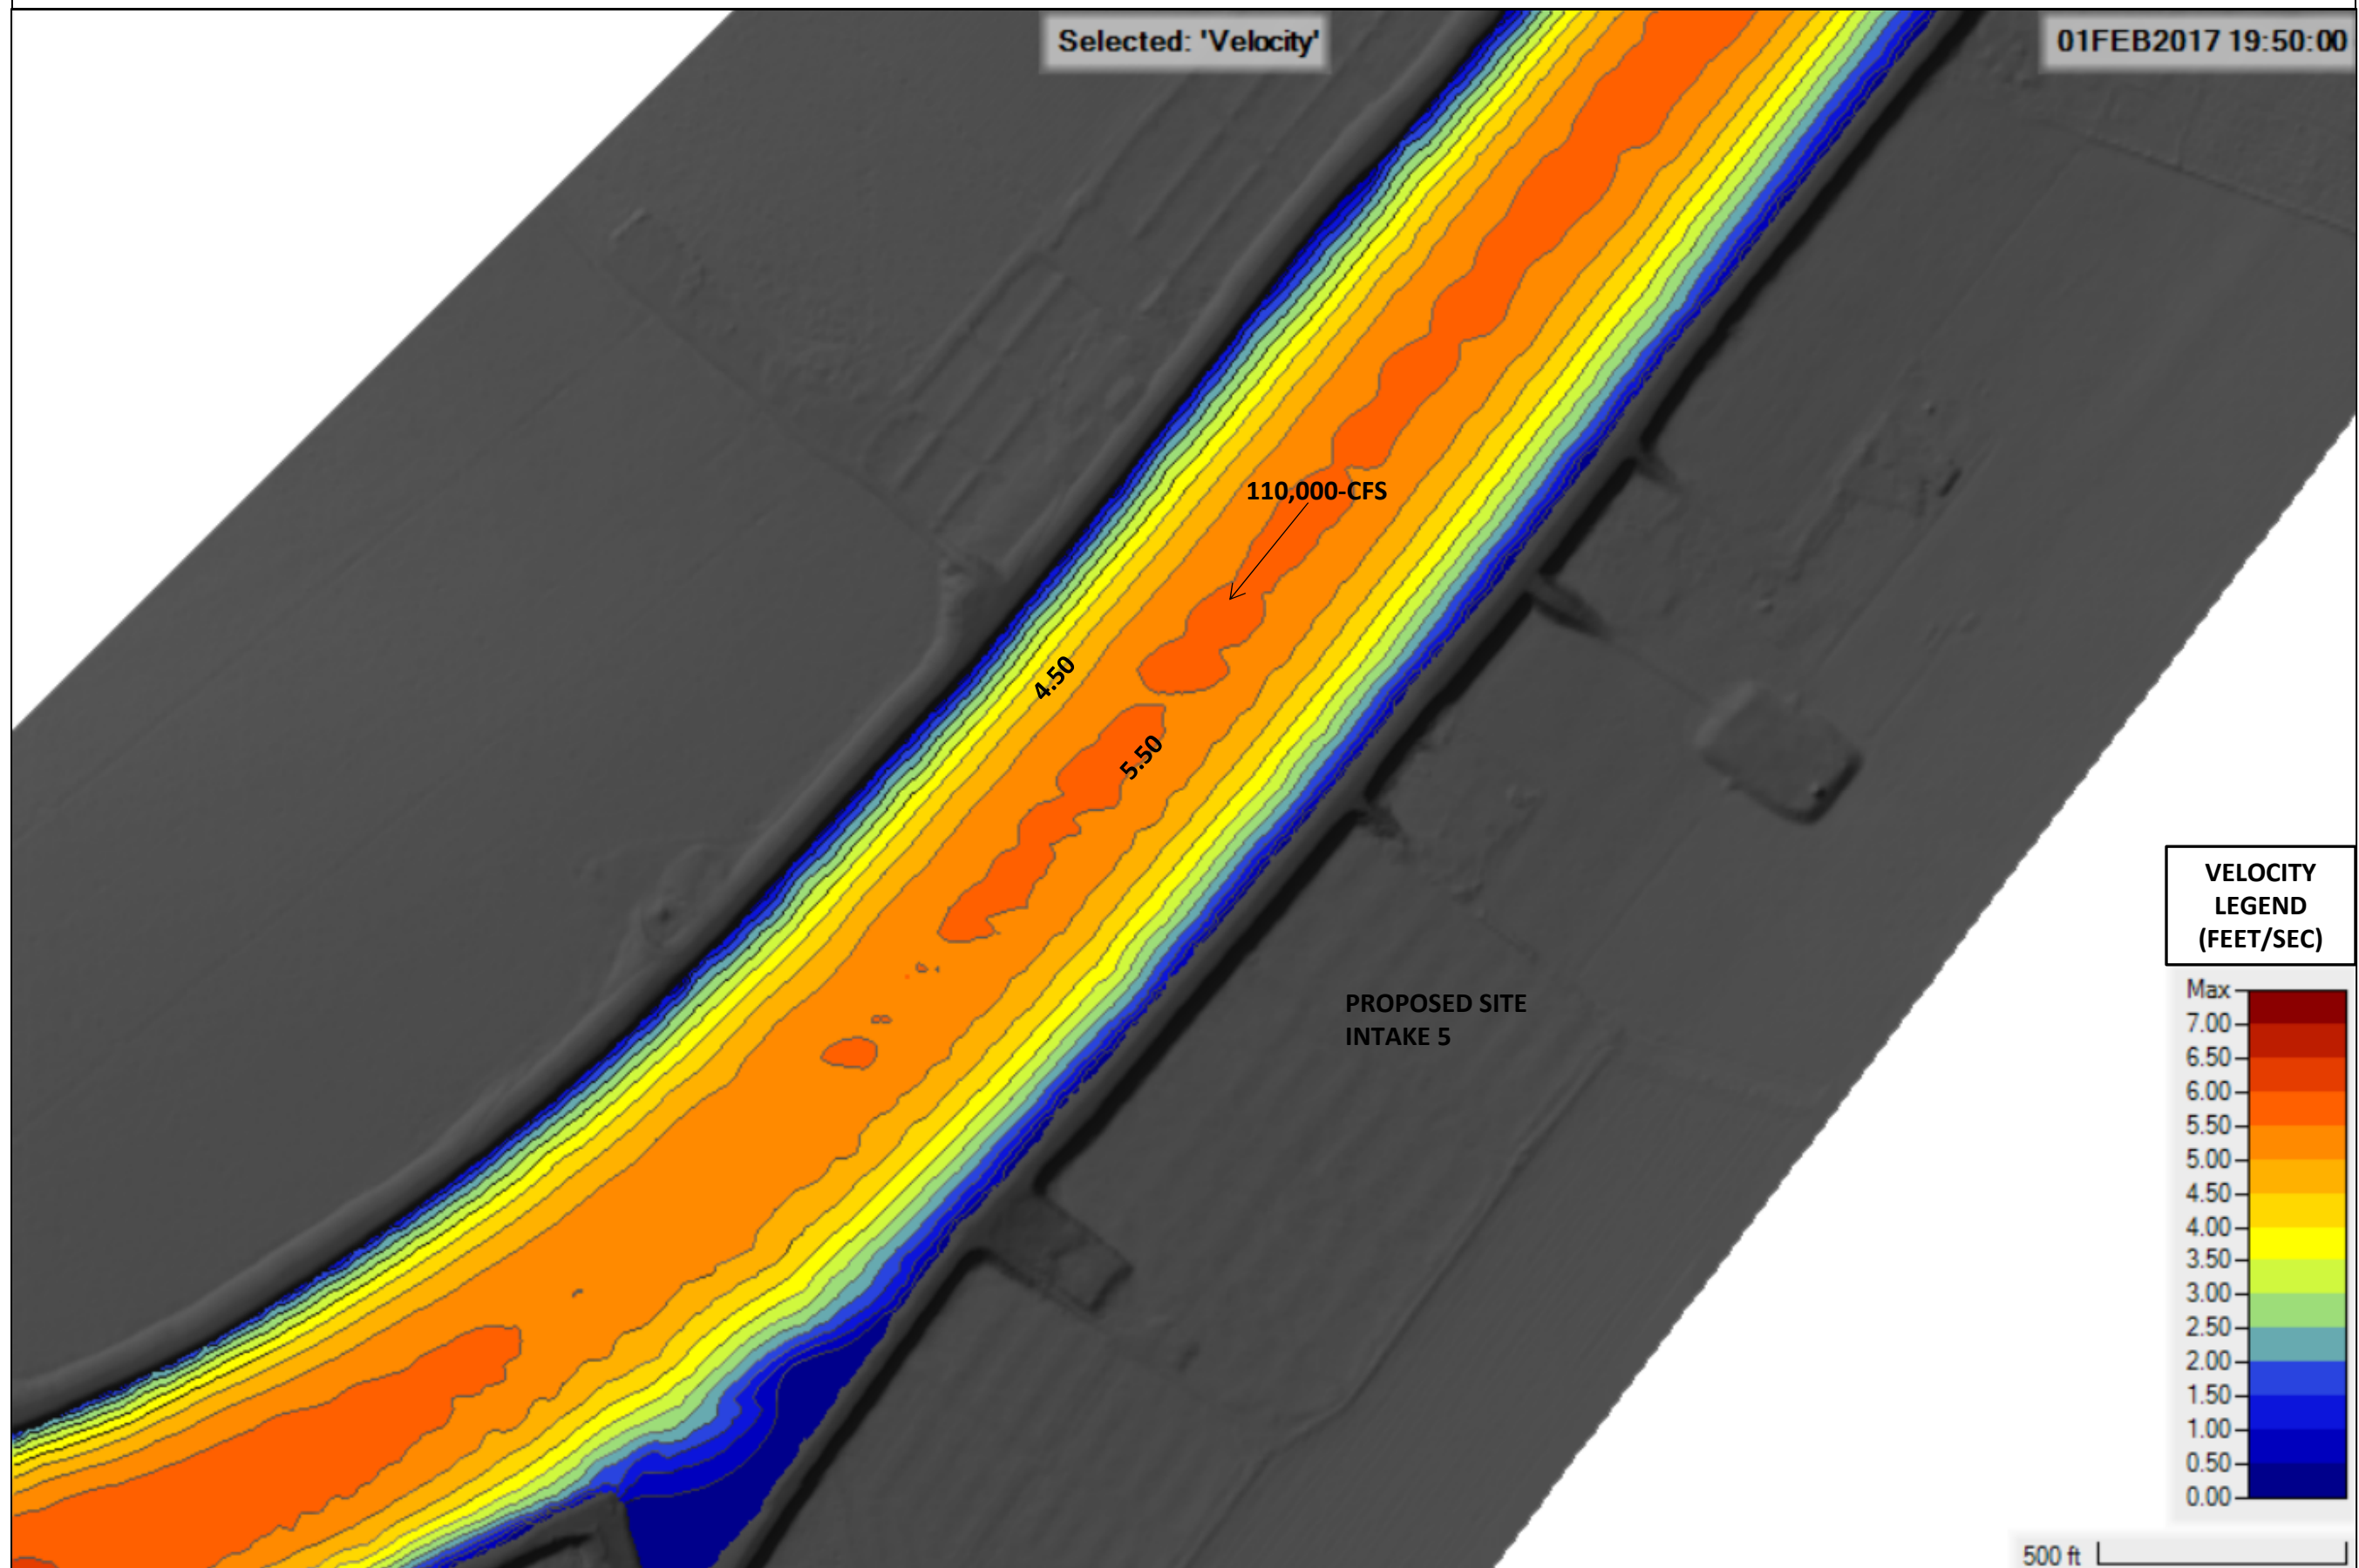 Selected: 'Velocity'
01FEB2017 19:50:00
110,000-CFS
4.50
5.50
PROPOSED SITE
INTAKE 5
VELOCITY
LEGEND
(FEET/SEC)
Max
7.00
6.50
6.00
5.50
5.00
4.50
4.00
3.50
3.00
2.50
2.00
1.50
1.00
0.50
0.00
500 ft